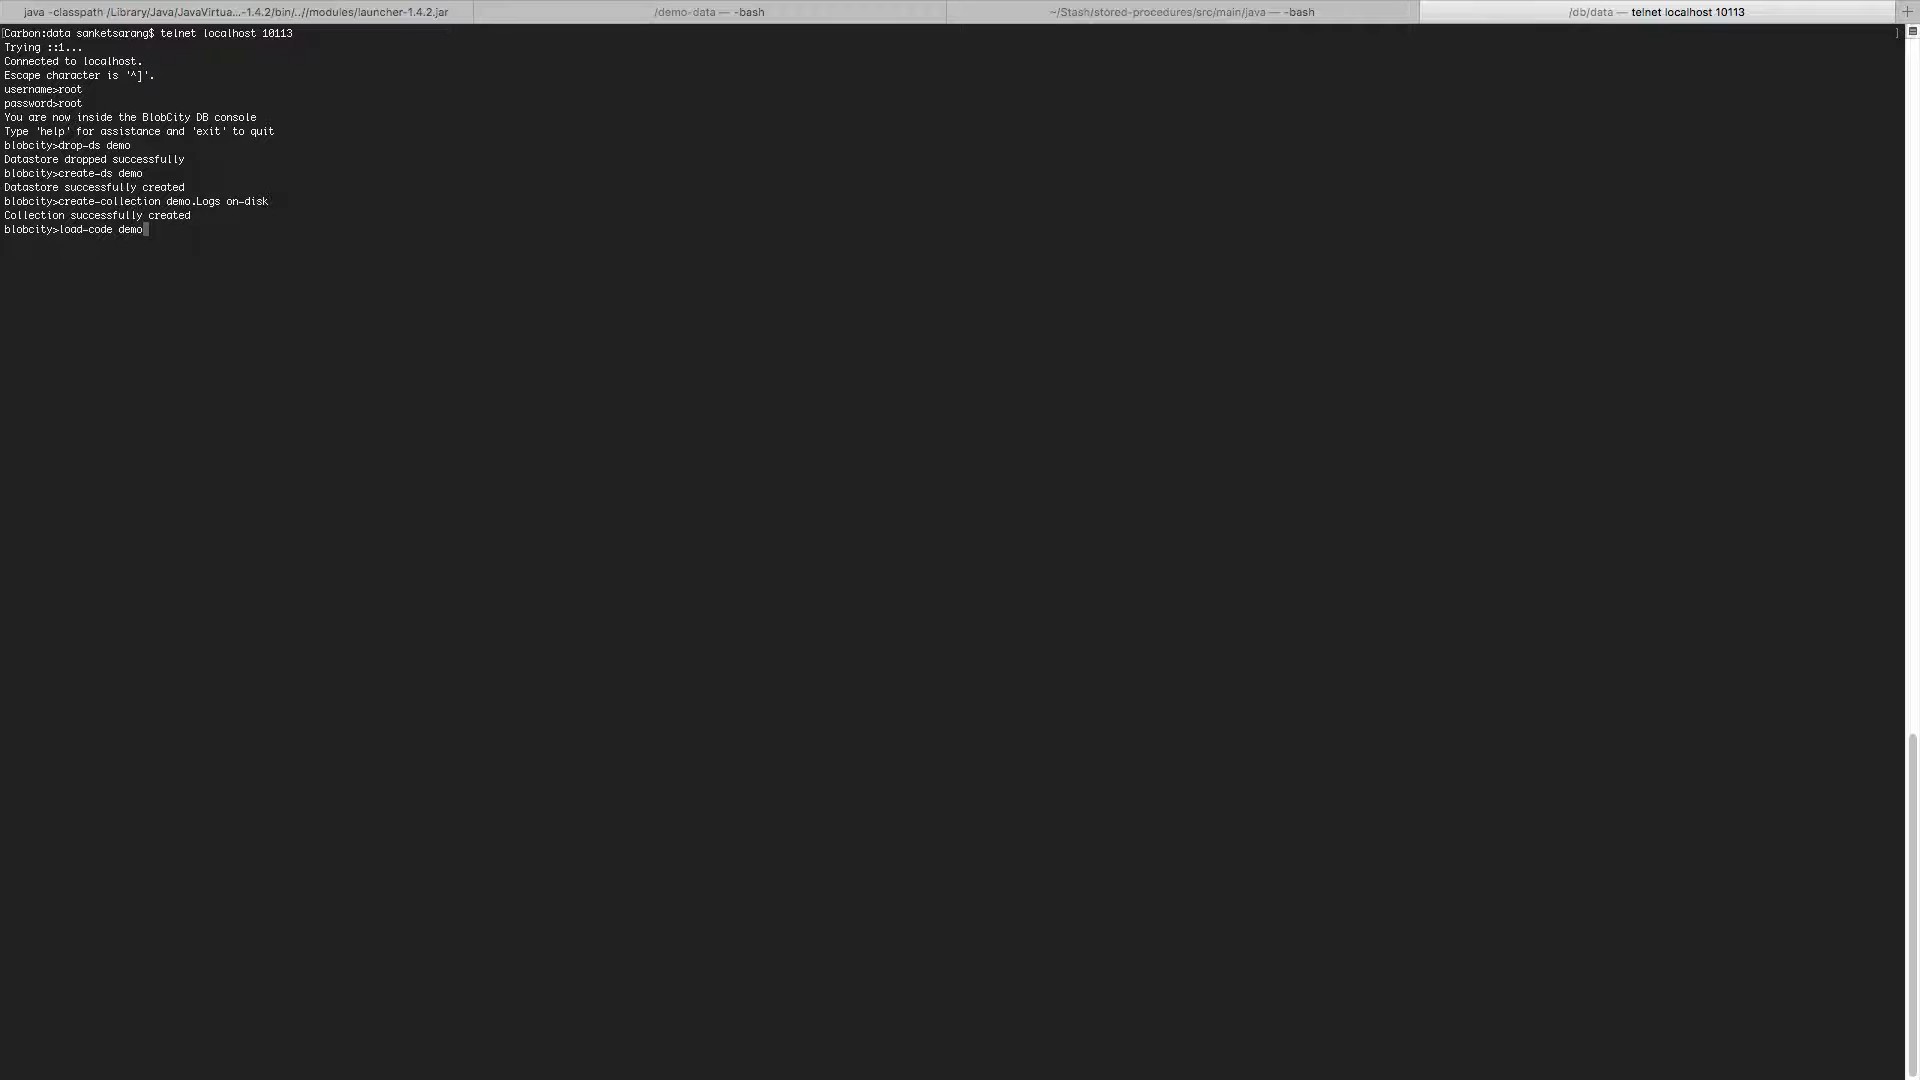 java -classpath /Library/Java/JavaVirtua...-1.4.2/bin/..//modules/launcher-1.4.2.jar
/demo-data — -bash
~/Stash/stored-procedures/src/main/java — -bash
/db/data — telnet localhost 10113
[Carbon:data sanketsarang$ telnet localhost 10113 ]
Trying ::1...
Connected to localhost.
Escape character is '^]'.
username>root
password>root
You are now inside the BlobCity DB console
Type 'help' for assistance and 'exit' to quit
blobcity>drop-ds demo
Datastore dropped successfully
blobcity>create-ds demo
Datastore successfully created
blobcity>create-collection demo.Logs on-disk
Collection successfully created
blobcity>load-code demo